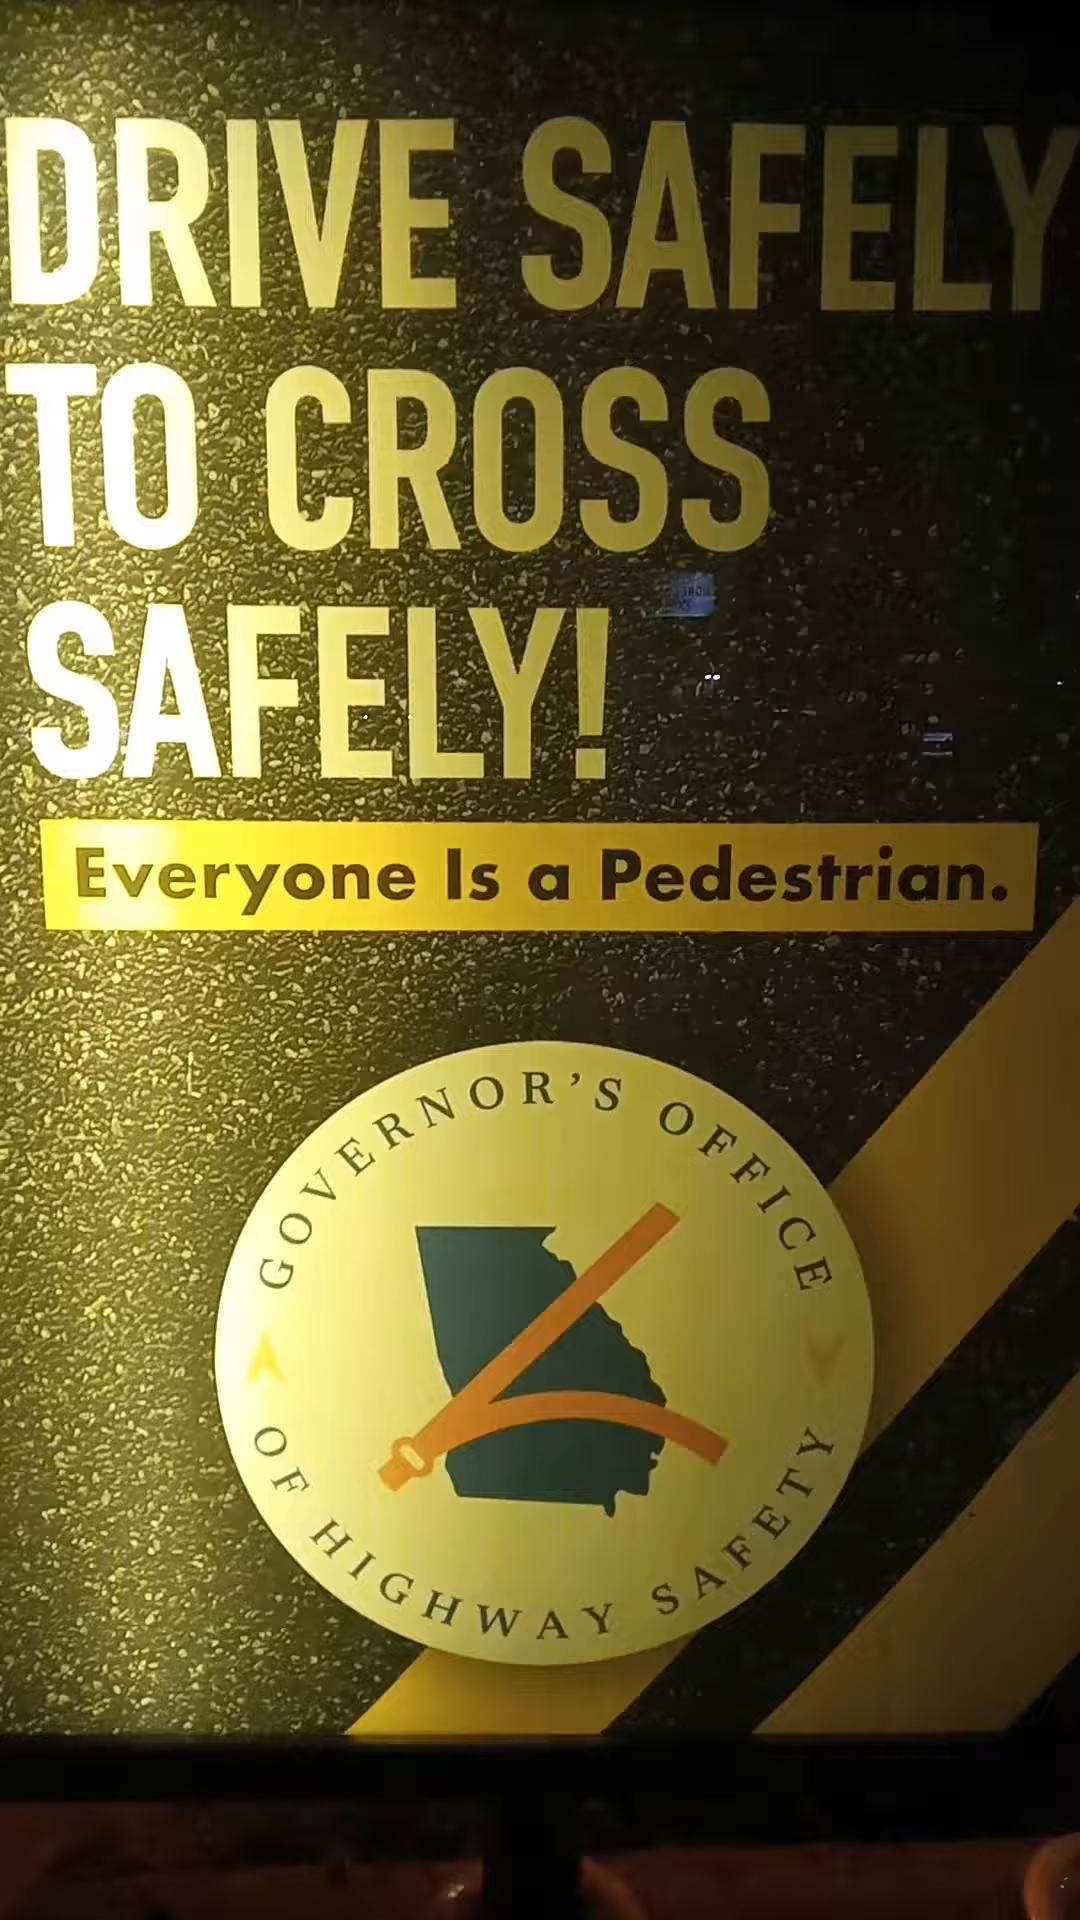 DRIVE SAFELY
TO CROSS
SAFELY!
Everyone Is a Pedestrian.
GOVERNOR'S OFFICE
OF HIGHWAY SAFETY